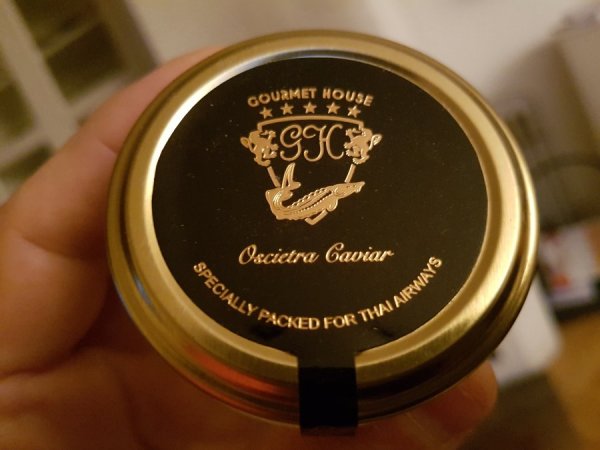 GOURMET HOUSE
GH
Oscietra Caviar
SPECIALLY PACKED FOR THAI AIRWAYS